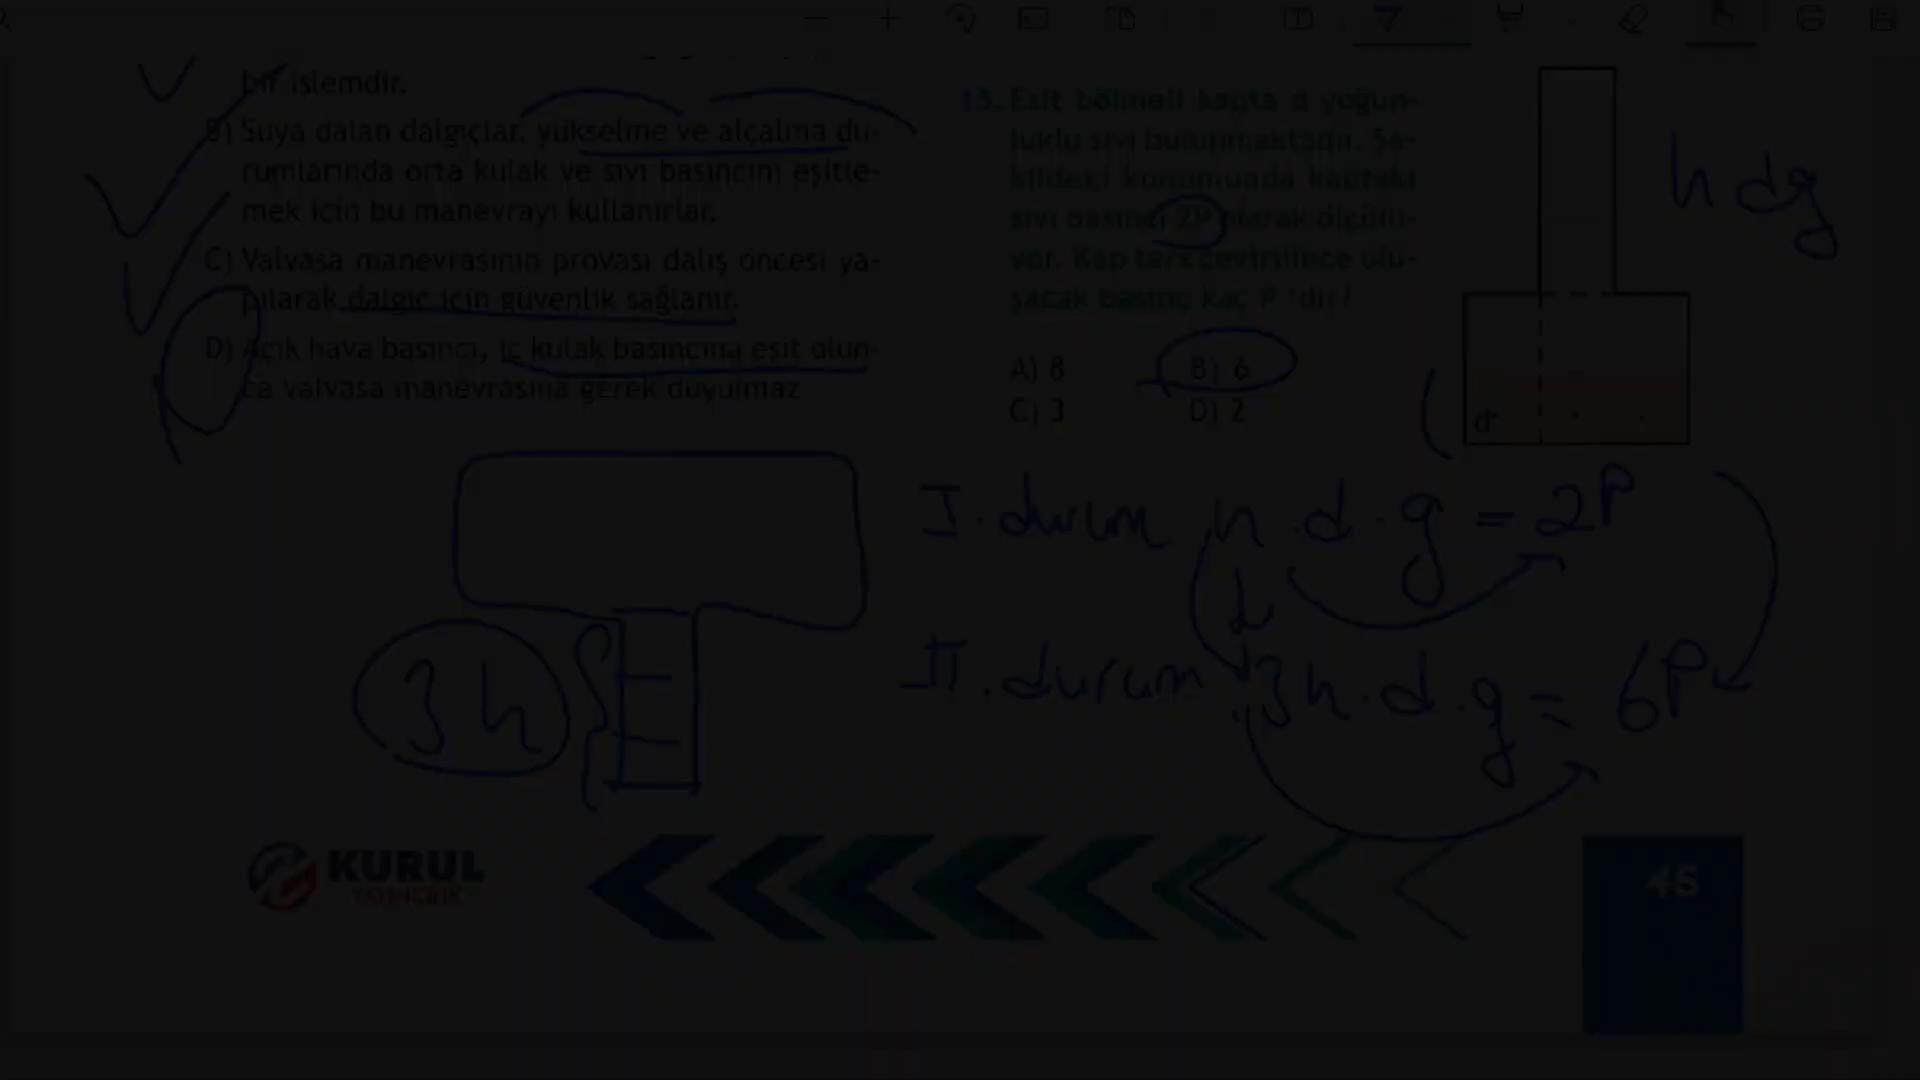 bir işlemdir.
B) Suya dalan dalgıçlar, yükselme ve alçalma du-
rumlarında orta kulak ve sıvı basıncını eşitle-
mek için bu manevrayı kullanırlar.
C) Valvasa manevrasının provası dalış öncesi ya-
pılarak dalgıç için güvenlik sağlanır.
D) Açık hava basıncı, iç kulak basıncına eşit olun-
ca valvasa manevrasına gerek duyulmaz
15. Eşit bölmeli kapta d yoğun-
luklu sıvı bulunmaktadır. Şe-
kildeki konumunda kaptaki
sıvı basıncı 2P olarak ölçülü-
yor. Kap ters çevrilince olu-
şacak basınç kaç P 'dir?
A) 8
B) 6
C) 3
D) 2
h dg
d
I. durum h . d . g = 2P
II. durum 3h . d . g = 6P
3h
KURUL
YAYINCILIK
45